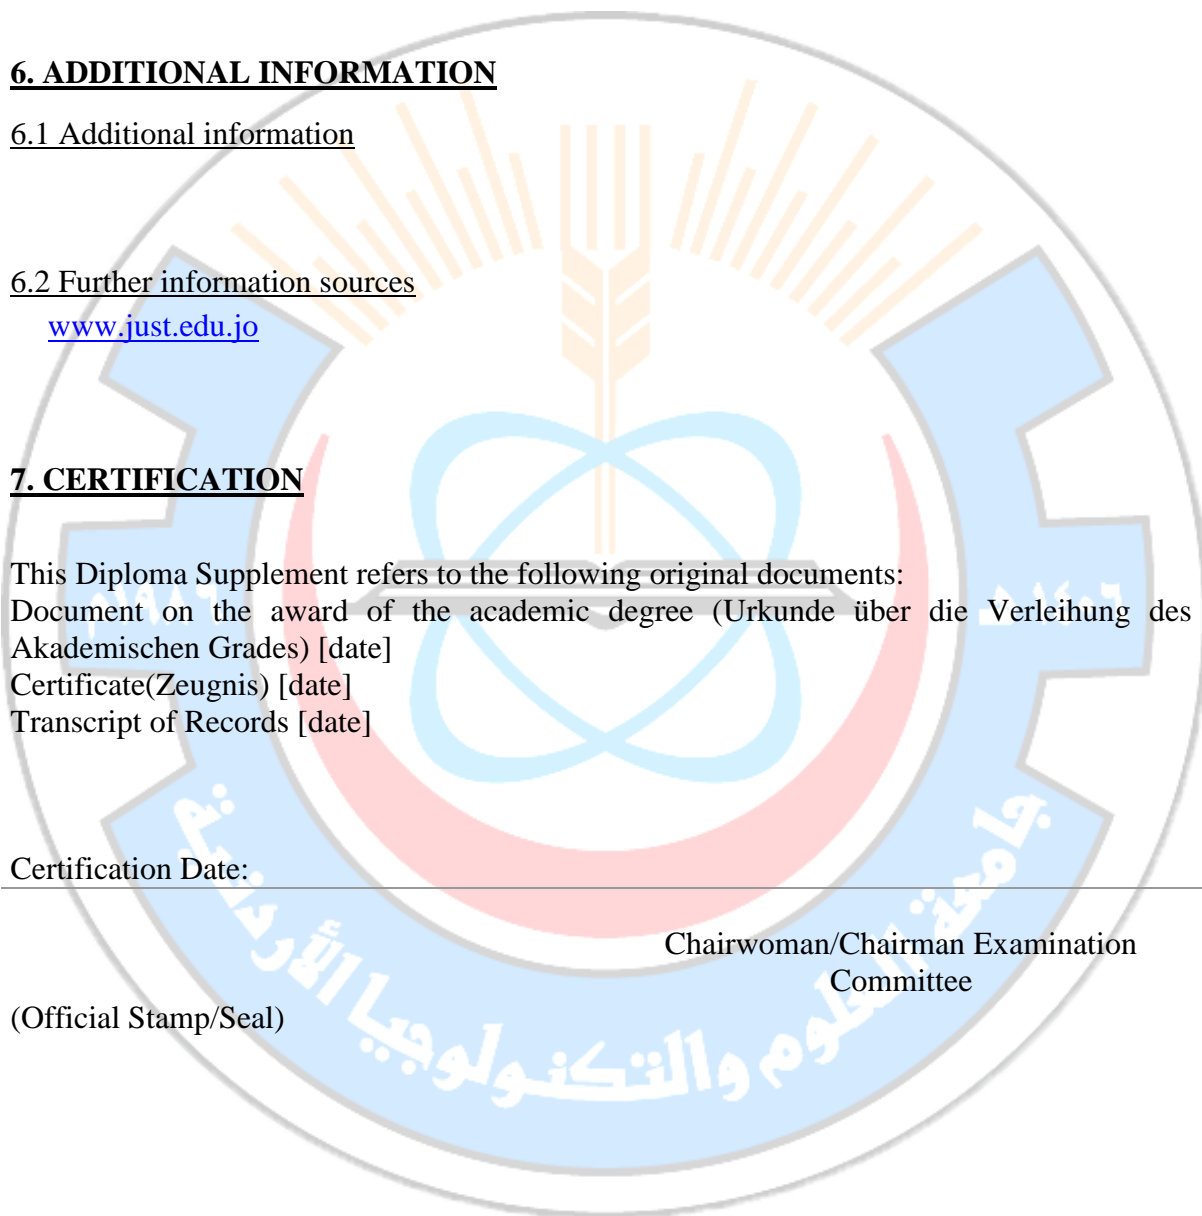 6. ADDITIONAL INFORMATION
6.1 Additional information
6.2 Further information sources
www.just.edu.jo
7. CERTIFICATION
This Diploma Supplement refers to the following original documents:
Document on the award of the academic degree (Urkunde über die Verleihung des
Akademischen Grades) [date]
Certificate(Zeugnis) [date]
Transcript of Records [date]
Certification Date:
Chairwoman/Chairman Examination
Committee
(Official Stamp/Seal)
جامعة العلوم والتكنولوجيا الأردنية